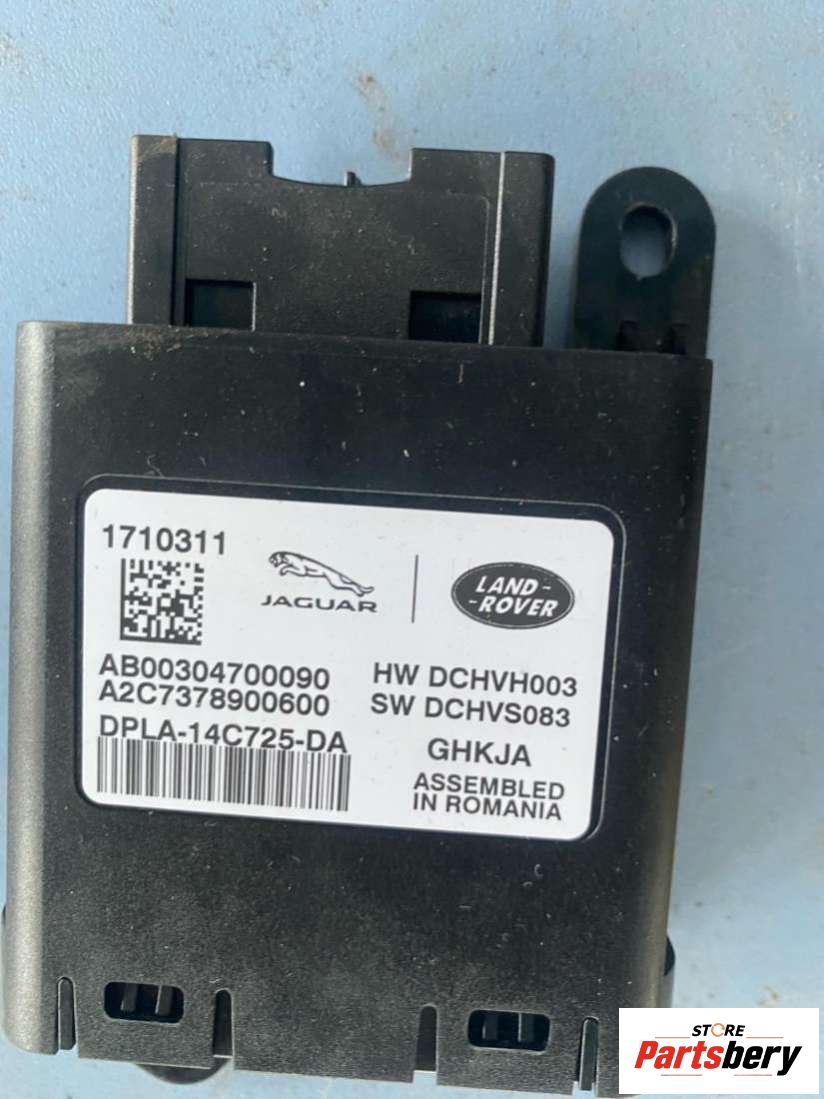 1710311
JAGUAR
LAND-
-ROVER
AB00304700090
A2C7378900600
DPLA-14C725-DA
HW DCHVH003
SW DCHVS083
GHKJA
ASSEMBLED
IN ROMANIA
STORE
Partsbery